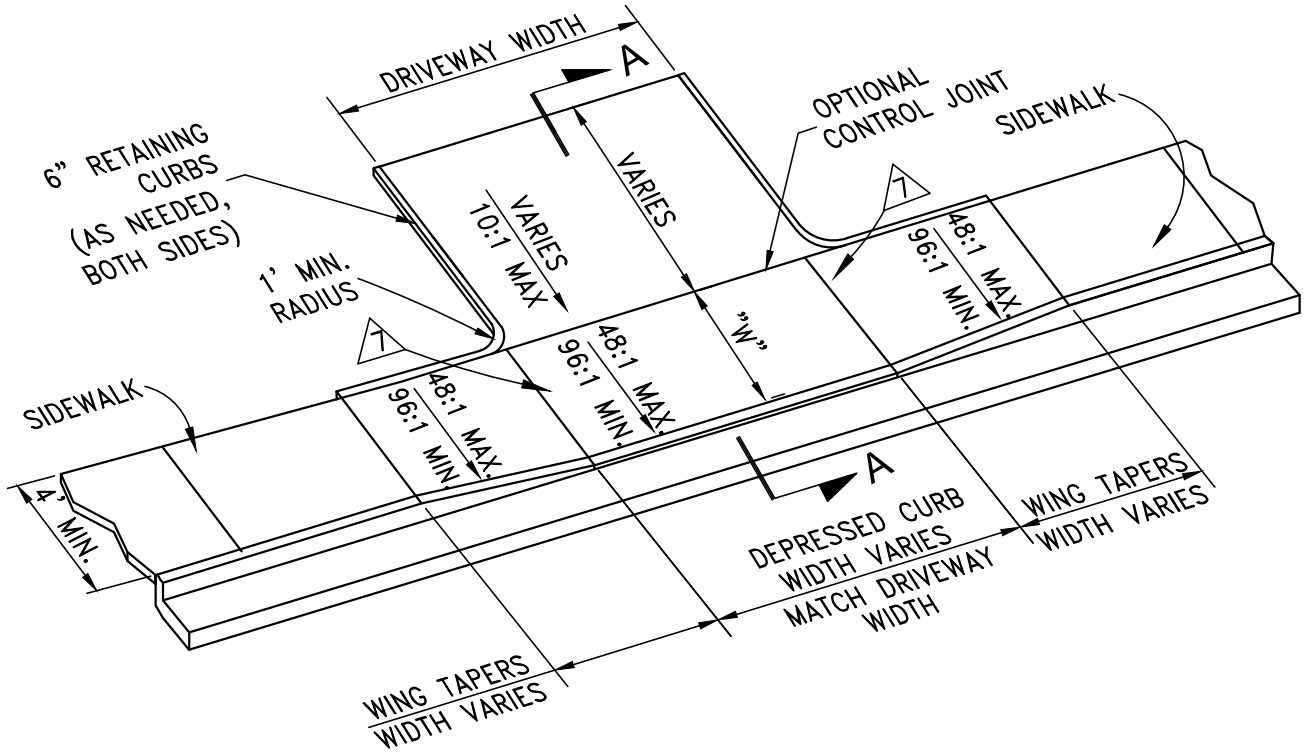 DRIVEWAY WIDTH
A
OPTIONAL
CONTROL JOINT
SIDEWALK
6” RETAINING
CURBS
(AS NEEDED,
BOTH SIDES)
VARIES
7
VARIES
10:1 MAX
48:1 MAX.
96:1 MIN.
1’ MIN.
RADIUS
7
"W"
48:1 MAX.
96:1 MIN.
48:1 MAX.
96:1 MIN.
SIDEWALK
4’ MIN.
A
WING TAPERS
WIDTH VARIES
DEPRESSED CURB
WIDTH VARIES
MATCH DRIVEWAY
WIDTH
WING TAPERS
WIDTH VARIES